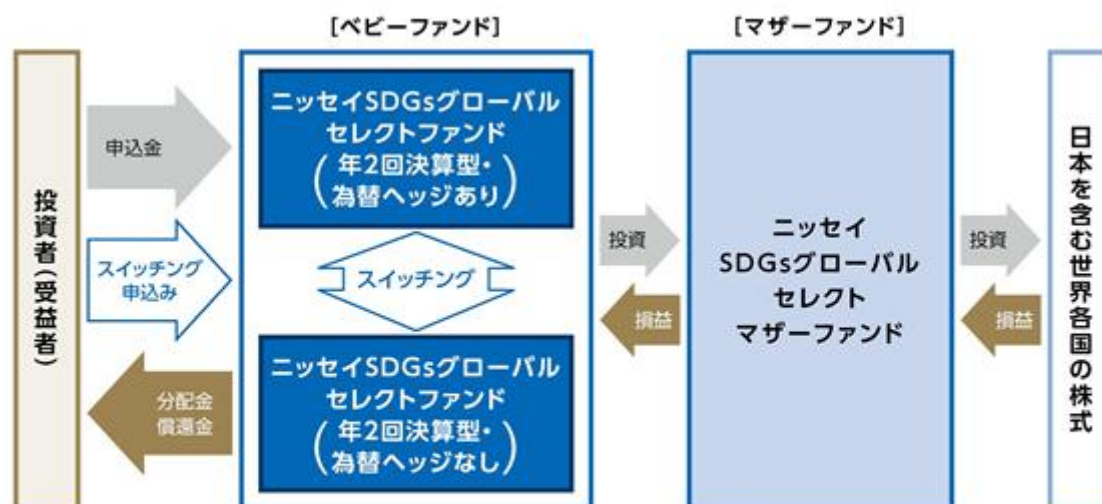 [ベビーファンド]
[マザーファンド]
投資者(受益者)
申込金
スイッチング
申込み
分配金
償還金
ニッセイSDGsグローバル
セレクトファンド
(年2回決算型・
為替ヘッジあり)
スイッチング
ニッセイSDGsグローバル
セレクトファンド
(年2回決算型・
為替ヘッジなし)
投資
損益
ニッセイ
SDGsグローバル
セレクト
マザーファンド
投資
損益
日本を含む世界各国の株式